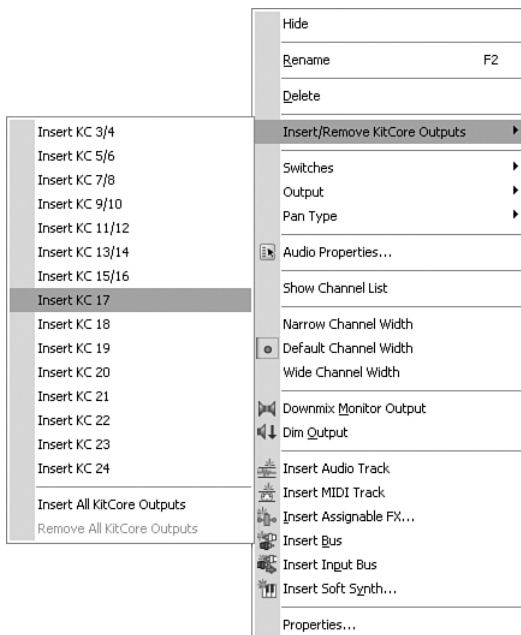 Hide
Rename F2
Delete
Insert/Remove KitCore Outputs
Switches
Output
Pan Type
Audio Properties...
Show Channel List
Narrow Channel Width
Default Channel Width
Wide Channel Width
Downmix Monitor Output
Dim Output
Insert Audio Track
Insert MIDI Track
Insert Assignable FX...
Insert Bus
Insert Input Bus
Insert Soft Synth...
Properties...
Insert KC 3/4
Insert KC 5/6
Insert KC 7/8
Insert KC 9/10
Insert KC 11/12
Insert KC 13/14
Insert KC 15/16
Insert KC 17
Insert KC 18
Insert KC 19
Insert KC 20
Insert KC 21
Insert KC 22
Insert KC 23
Insert KC 24
Insert All KitCore Outputs
Remove All KitCore Outputs